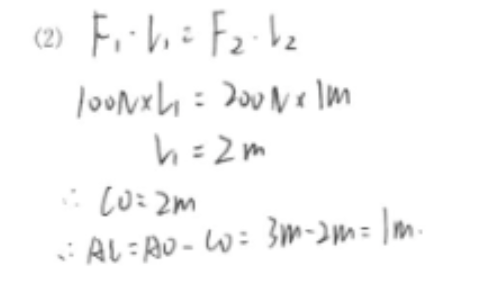 (2) F₁·L₁=F₂·L₂
100N×L₁=200N×1m
L₁=2m
∴ CO=2m
∴ AC=AO-CO=3m-2m=1m.